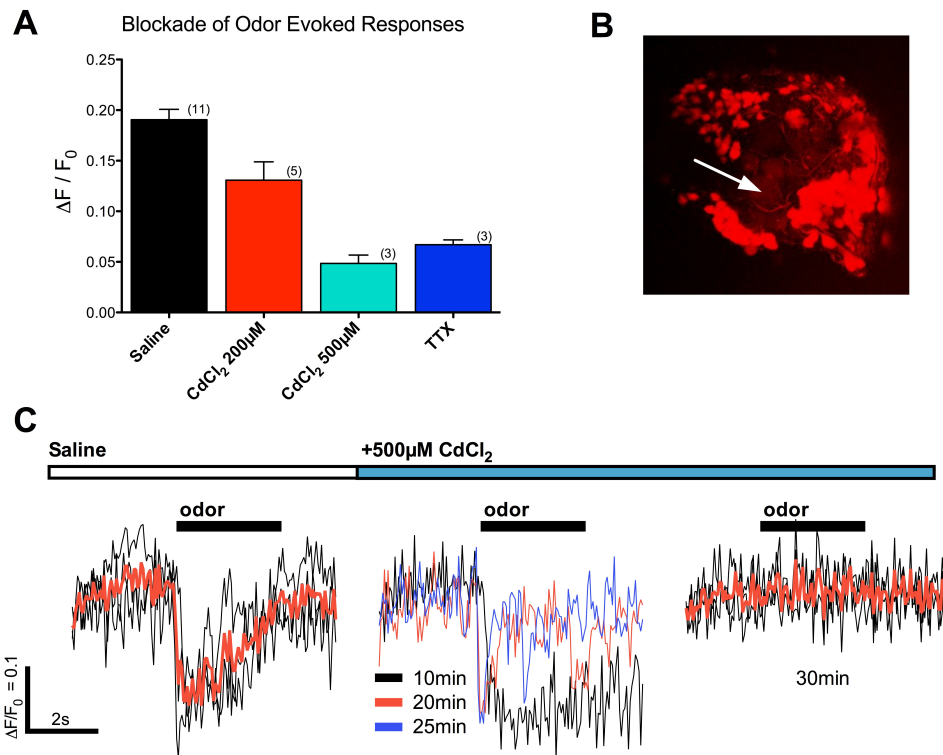 A
Blockade of Odor Evoked Responses
ΔF / F0
0.25
0.20
0.15
0.10
0.05
0.00
(11)
(5)
(3)
(3)
Saline
CdCl2 200µM
CdCl2 500µM
TTX
B
C
Saline
+500µM CdCl2
odor
odor
odor
ΔF/F0 = 0.1
2s
10min
20min
25min
30min